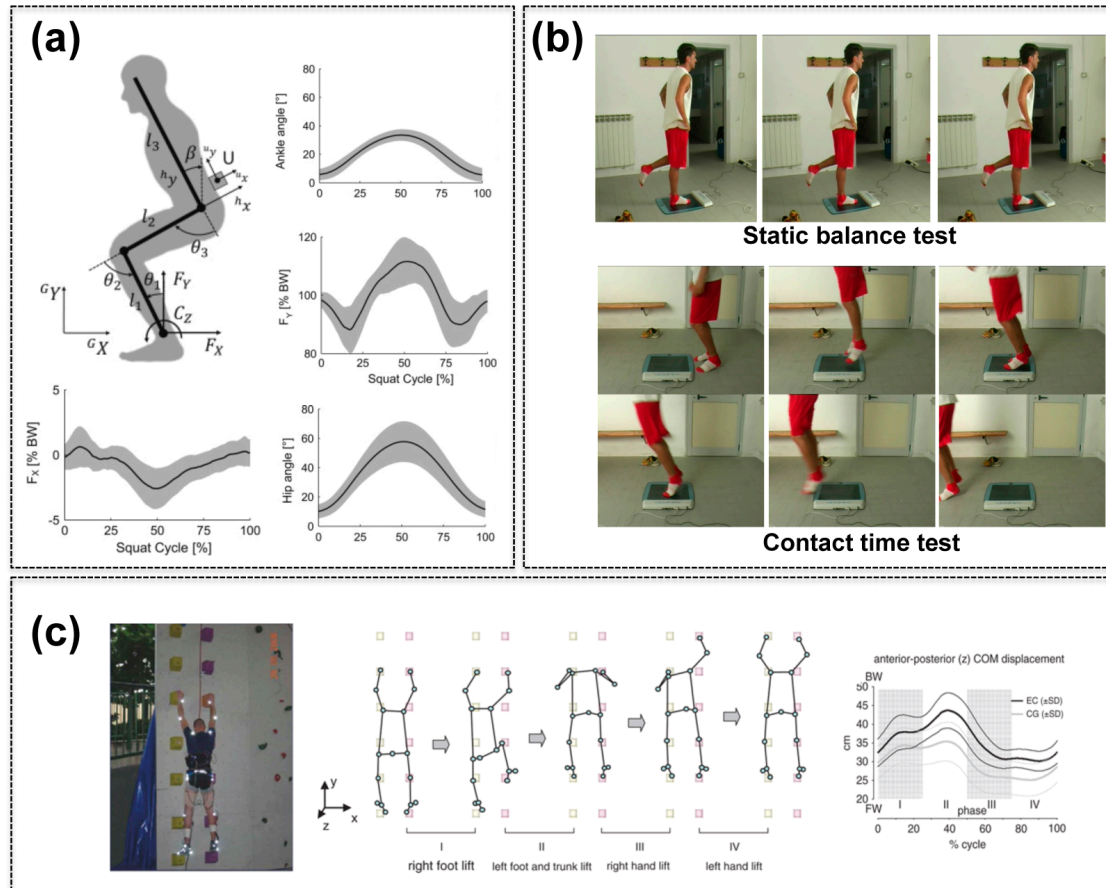 (a)
l3
β
uy
U
hy
ux
hx
l2
θ3
θ2
θ1
FY
l1
CZ
GY
GX
FX
80
60
40
20
0
Ankle angle [°]
0 25 50 75 100
120
100
80
FY [% BW]
0 25 50 75 100
Squat Cycle [%]
5
0
-5
FX [% BW]
0 25 50 75 100
Squat Cycle [%]
80
60
40
20
0
Hip angle [°]
0 25 50 75 100
(b)
Static balance test
Contact time test
(c)
y
x
z
I
right foot lift
II
left foot and trunk lift
III
right hand lift
IV
left hand lift
anterior-posterior (z) COM displacement
BW
50
45
40
35
30
25
20
cm
FW
EC (±SD)
CG (±SD)
I II III IV
phase
0 20 40 60 80 100
% cycle